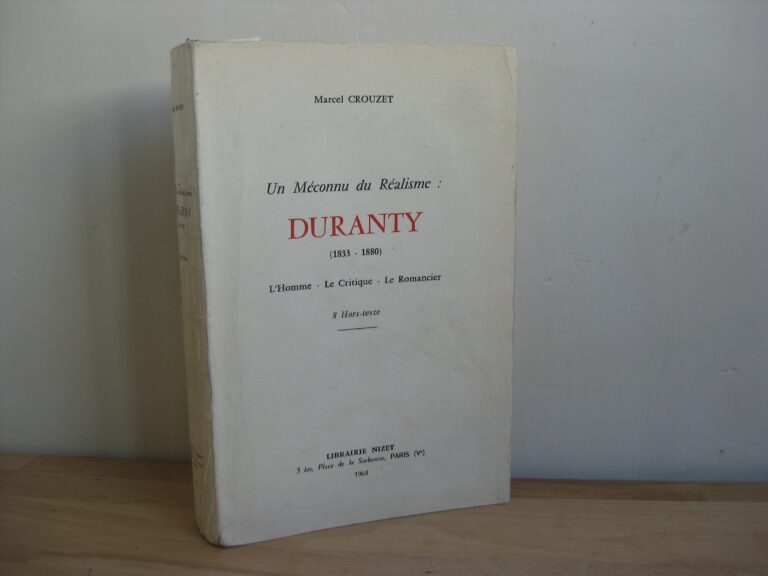 Marcel CROUZET
Un Méconnu du Réalisme :
DURANTY
(1833 - 1880)
L'Homme - Le Critique - Le Romancier
8 Hors-texte
LIBRAIRIE NIZET
3 bis, Place de la Sorbonne, PARIS (Vᵉ)
1964